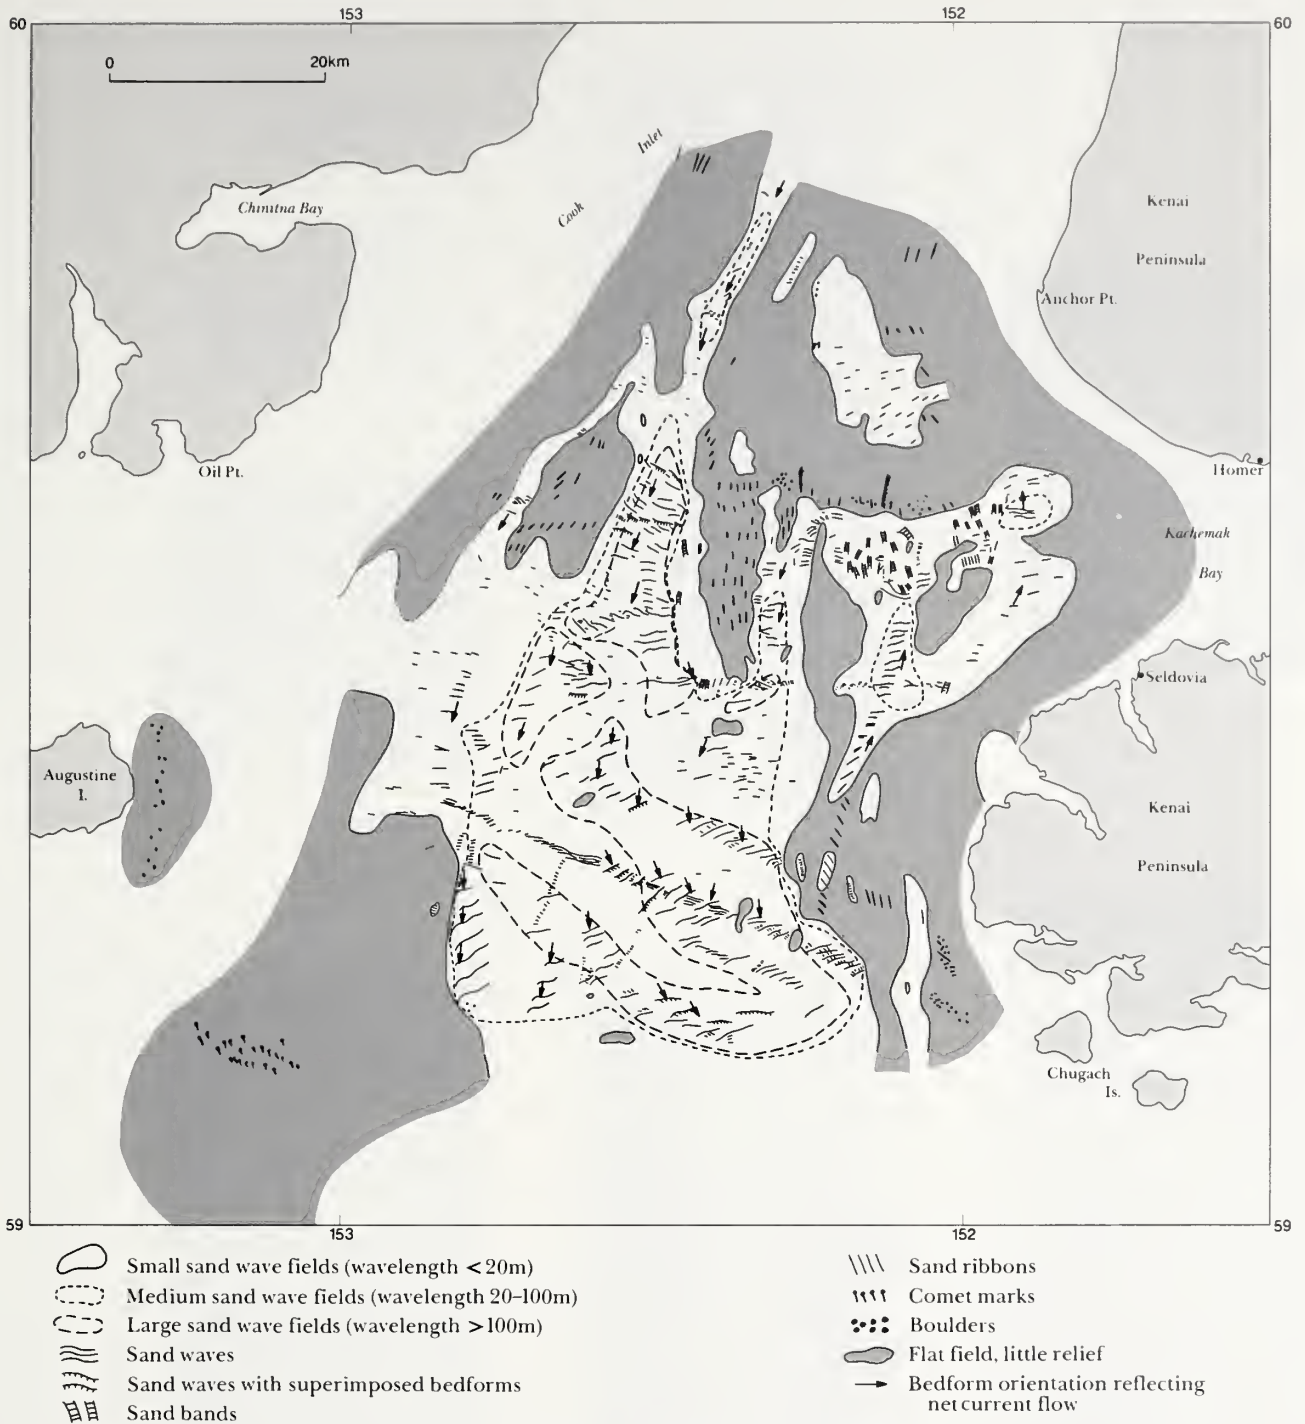 153
152
60
60
0
20km
Inlet
Cook
Chinitna Bay
Kenai
Peninsula
Anchor Pt.
Oil Pt.
Homer
Kachemak
Bay
Seldovia
Augustine
I.
Kenai
Peninsula
Chugach
Is.
59
59
153
152
Small sand wave fields (wavelength <20m)
Medium sand wave fields (wavelength 20–100m)
Large sand wave fields (wavelength >100m)
Sand waves
Sand waves with superimposed bedforms
Sand bands
Sand ribbons
Comet marks
Boulders
Flat field, little relief
Bedform orientation reflecting
net current flow